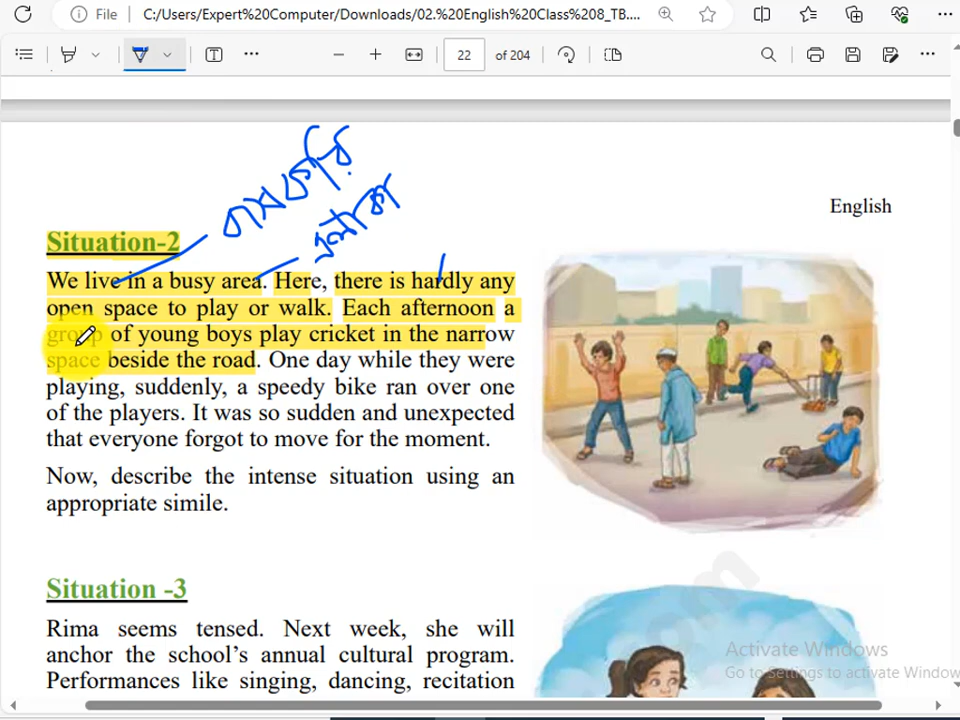 File
C:/Users/Expert%20Computer/Downloads/02.%20English%20Class%208_TB....
22 of 204
English
Situation-2
We live in a busy area. Here, there is hardly any
open space to play or walk. Each afternoon a
group of young boys play cricket in the narrow
space beside the road. One day while they were
playing, suddenly, a speedy bike ran over one
of the players. It was so sudden and unexpected
that everyone forgot to move for the moment.
Now, describe the intense situation using an
appropriate simile.
Situation -3
Rima seems tensed. Next week, she will
anchor the school's annual cultural program.
Performances like singing, dancing, recitation
Activate Windows
Go to Settings to activate Window